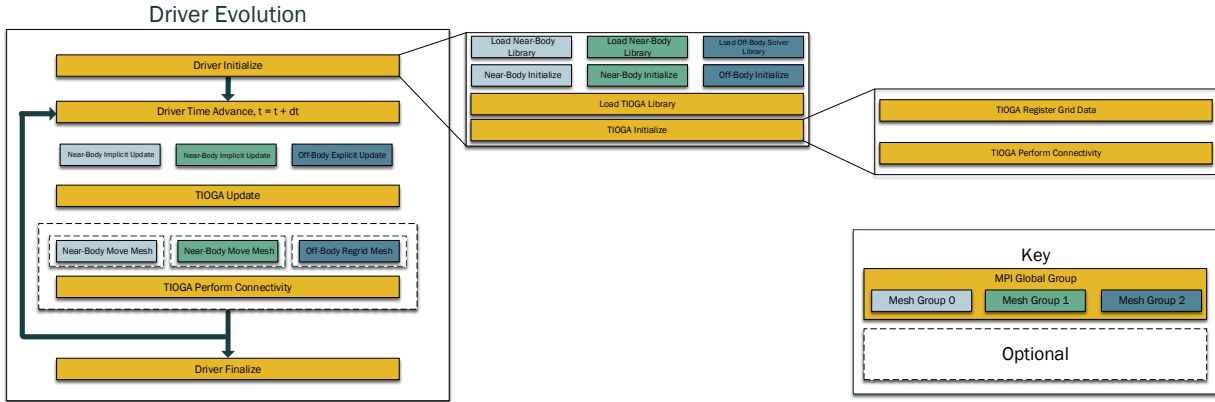 Driver Evolution
Driver Initialize
Driver Time Advance, t = t + dt
Near-Body Implicit Update
Near-Body Implicit Update
Off-Body Explicit Update
TIOGA Update
Near-Body Move Mesh
Near-Body Move Mesh
Off-Body Regrid Mesh
TIOGA Perform Connectivity
Driver Finalize
Load Near-Body
Library
Load Near-Body
Library
Load Off-Body Solver
Library
Near-Body Initialize
Near-Body Initialize
Off-Body Initialize
Load TIOGA Library
TIOGA Initialize
TIOGA Register Grid Data
TIOGA Perform Connectivity
Key
MPI Global Group
Mesh Group 0
Mesh Group 1
Mesh Group 2
Optional